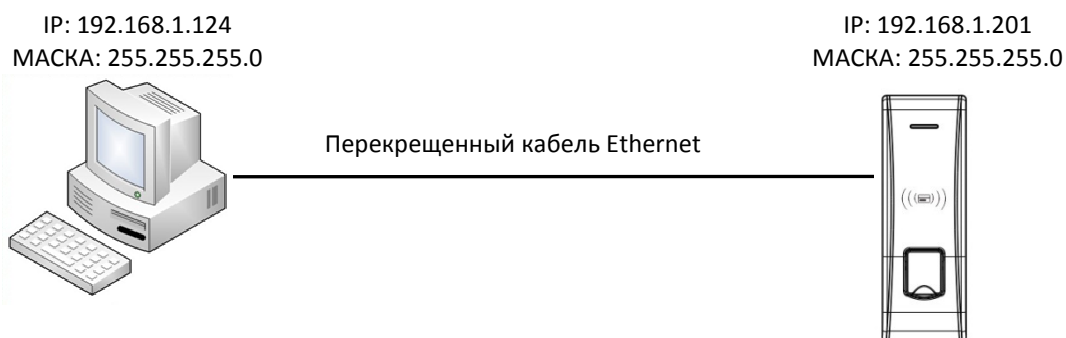 IP: 192.168.1.124
МАСКА: 255.255.255.0
IP: 192.168.1.201
МАСКА: 255.255.255.0
Перекрещенный кабель Ethernet